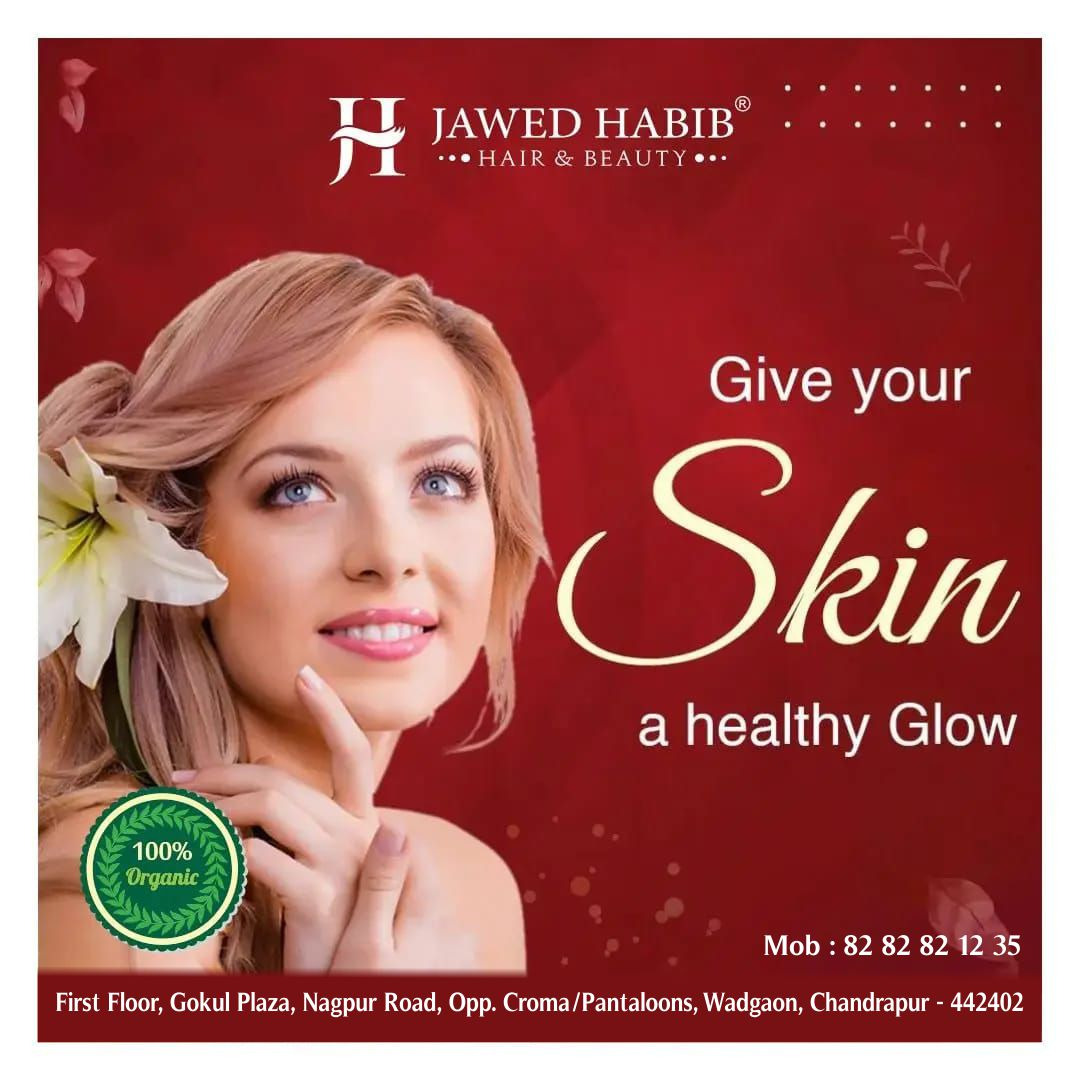 JAWED HABIB®
HAIR & BEAUTY
Give your
Skin
a healthy Glow
100%
Organic
Mob : 82 82 82 12 35
First Floor, Gokul Plaza, Nagpur Road, Opp. Croma/Pantaloons, Wadgaon, Chandrapur - 442402